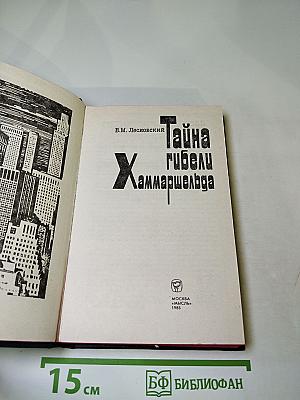 В.М. Лесиовский
Тайна
гибели
Хаммаршельда
МОСКВА
«МЫСЛЬ»
1985
15 см
БФ БИБЛИОФАН